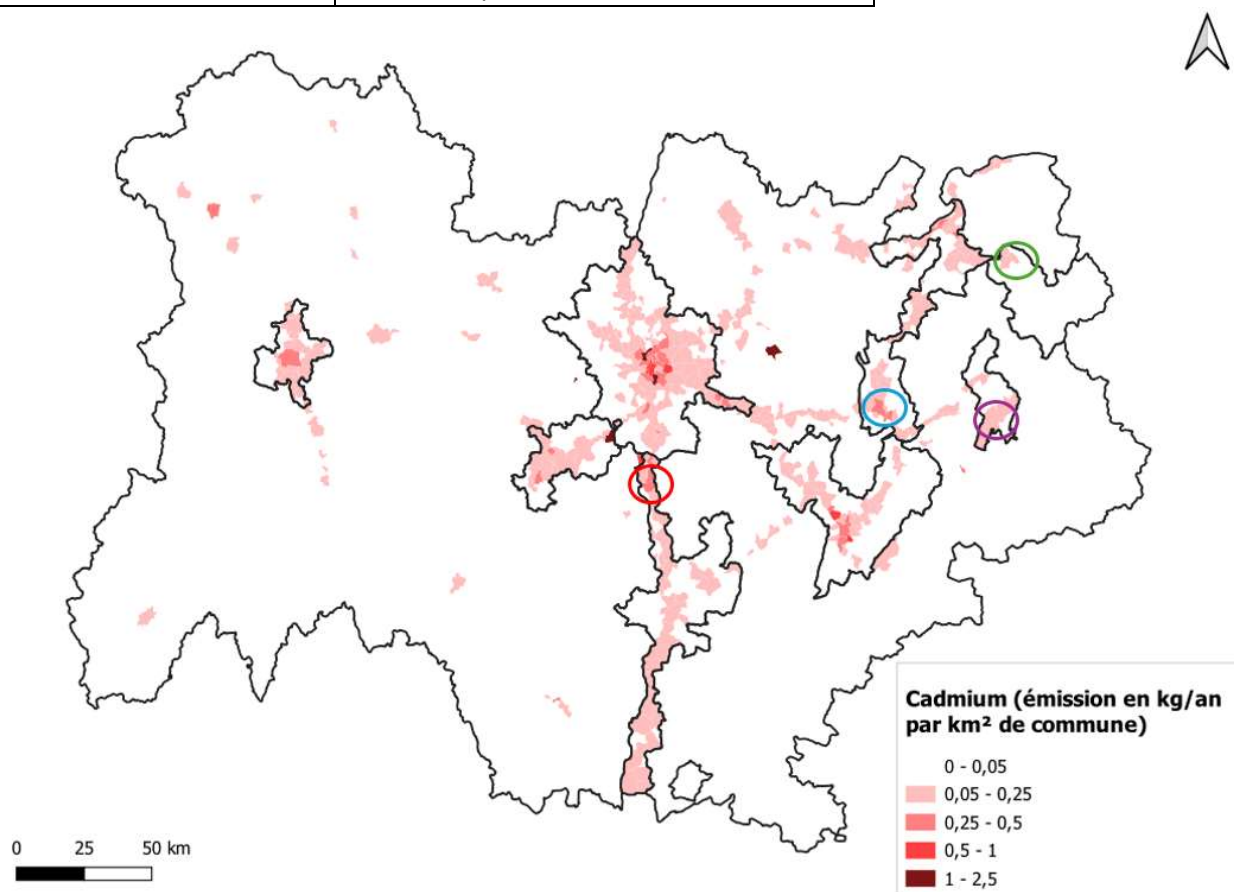 0 25 50 km
Cadmium (émission en kg/an
par km² de commune)
0 - 0,05
0,05 - 0,25
0,25 - 0,5
0,5 - 1
1 - 2,5